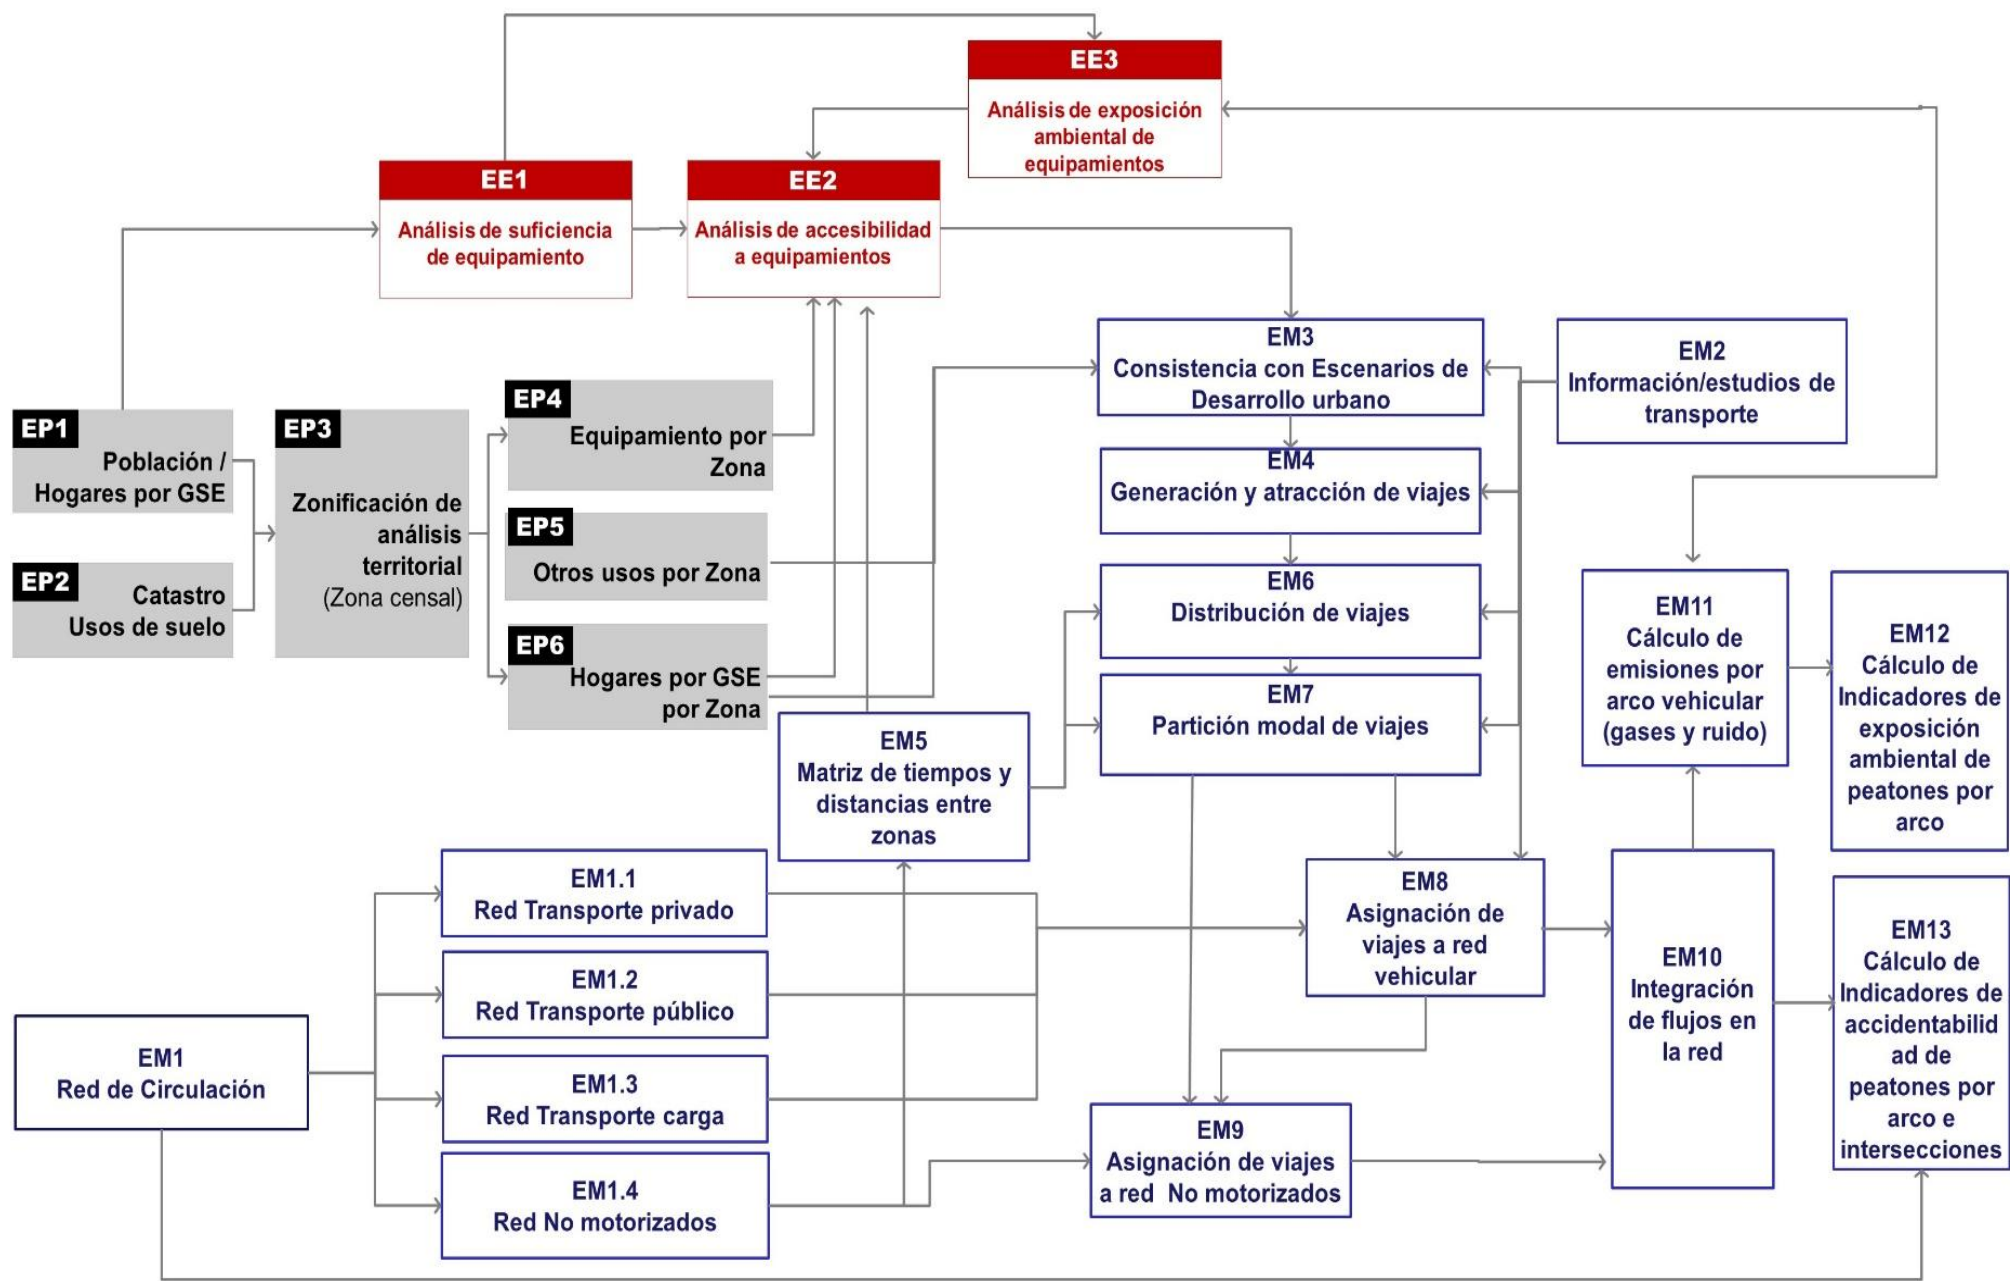 EE3
Análisis de exposición
ambiental de
equipamientos
EE1
Análisis de suficiencia
de equipamiento
EE2
Análisis de accesibilidad
a equipamientos
EP1
Población /
Hogares por GSE
EP2
Catastro
Usos de suelo
EP3
Zonificación de
análisis
territorial
(Zona censal)
EP4
Equipamiento por
Zona
EP5
Otros usos por Zona
EP6
Hogares por GSE
por Zona
EM3
Consistencia con Escenarios de
Desarrollo urbano
EM2
Información/estudios de
transporte
EM4
Generación y atracción de viajes
EM6
Distribución de viajes
EM7
Partición modal de viajes
EM5
Matriz de tiempos y
distancias entre
zonas
EM11
Cálculo de
emisiones por
arco vehicular
(gases y ruido)
EM12
Cálculo de
Indicadores de
exposición
ambiental de
peatones por
arco
EM1.1
Red Transporte privado
EM1.2
Red Transporte público
EM1.3
Red Transporte carga
EM1.4
Red No motorizados
EM1
Red de Circulación
EM8
Asignación de
viajes a red
vehicular
EM9
Asignación de viajes
a red No motorizados
EM10
Integración
de flujos en
la red
EM13
Cálculo de
Indicadores de
accidentabilid
ad de
peatones por
arco e
intersecciones